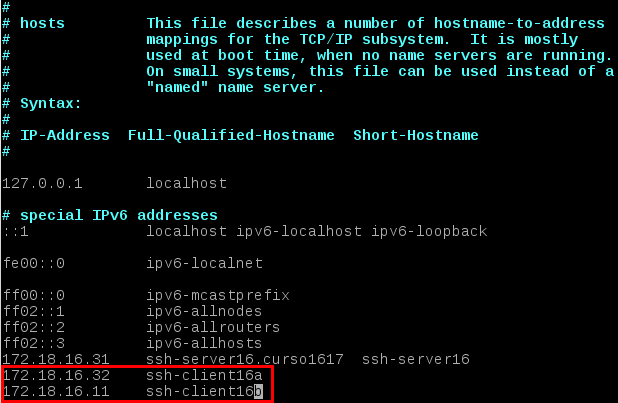 #
# hosts         This file describes a number of hostname-to-address
#               mappings for the TCP/IP subsystem.  It is mostly
#               used at boot time, when no name servers are running.
#               On small systems, this file can be used instead of a
#               "named" name server.
# Syntax:
#
# IP-Address  Full-Qualified-Hostname  Short-Hostname
#
127.0.0.1       localhost
# special IPv6 addresses
::1             localhost ipv6-localhost ipv6-loopback
fe00::0         ipv6-localnet
ff00::0         ipv6-mcastprefix
ff02::1         ipv6-allnodes
ff02::2         ipv6-allrouters
ff02::3         ipv6-allhosts
172.18.16.31    ssh-server16.curso1617  ssh-server16
172.18.16.32    ssh-client16a
172.18.16.11    ssh-client16b